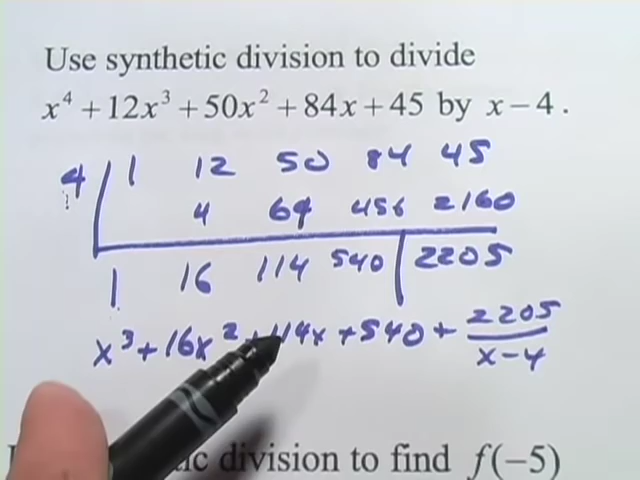 Use synthetic division to divide
x⁴ + 12x³ + 50x² + 84x + 45 by x − 4.
4 1 12 50 84 45
4 64 456 2160
1 16 114 540 2205
x³ + 16x² + 114x + 540 + 2205/x−4
division to find f(−5)